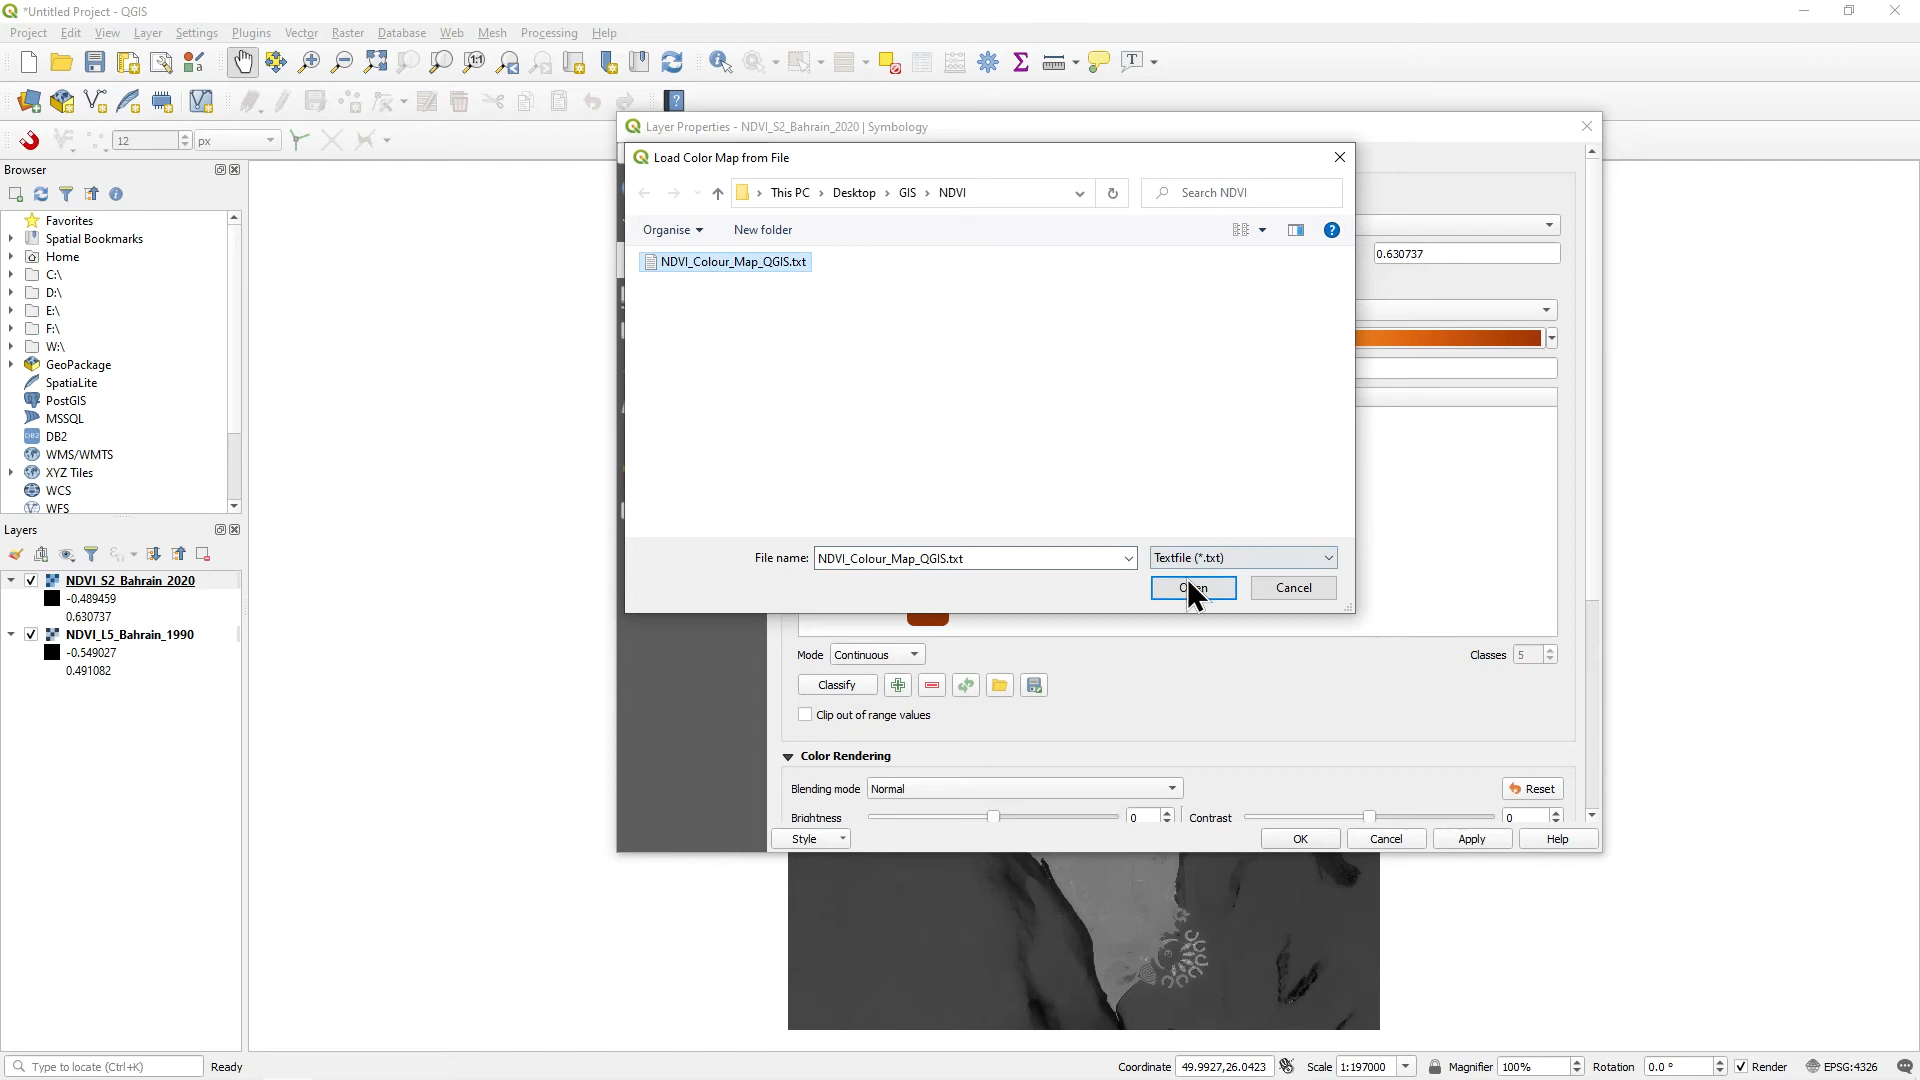 *Untitled Project - QGIS
Project Edit View Layer Settings Plugins Vector Raster Database Web Mesh Processing Help
12 px
Layer Properties - NDVI_S2_Bahrain_2020 | Symbology
Load Color Map from File
This PC › Desktop › GIS › NDVI
Search NDVI
Organise New folder
NDVI_Colour_Map_QGIS.txt
0.630737
File name: NDVI_Colour_Map_QGIS.txt Textfile (*.txt)
Cancel
Mode Continuous Classes 5
Classify
Clip out of range values
Color Rendering
Blending mode Normal Reset
Brightness 0 Contrast 0
Style OK Cancel Apply Help
Browser
Favorites
Spatial Bookmarks
Home
C:\
D:\
E:\
F:\
W:\
GeoPackage
SpatiaLite
PostGIS
MSSQL
DB2 DB2
WMS/WMTS
XYZ Tiles
WCS
WFS
Layers
NDVI_S2_Bahrain_2020
-0.489459
0.630737
NDVI_L5_Bahrain_1990
-0.549027
0.491082
Type to locate (Ctrl+K) Ready Coordinate 49.9927,26.0423 Scale 1:197000 Magnifier 100% Rotation 0.0 ° Render EPSG:4326